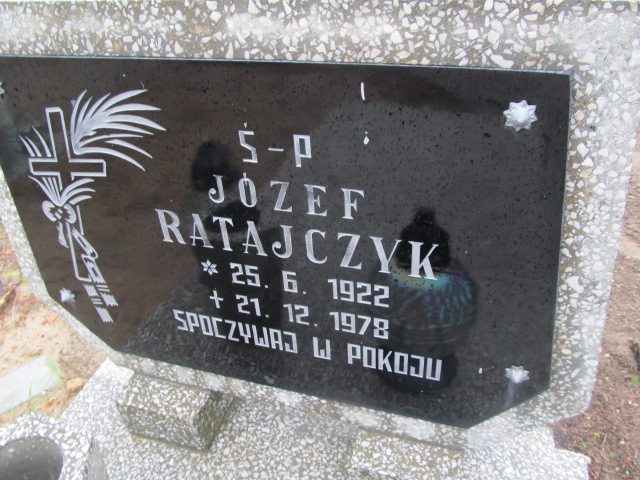 Ś-P
JÓZEF
RATAJCZYK
* 25. 6. 1922
+ 21. 12. 1978
SPOCZYWAJ W POKOJU